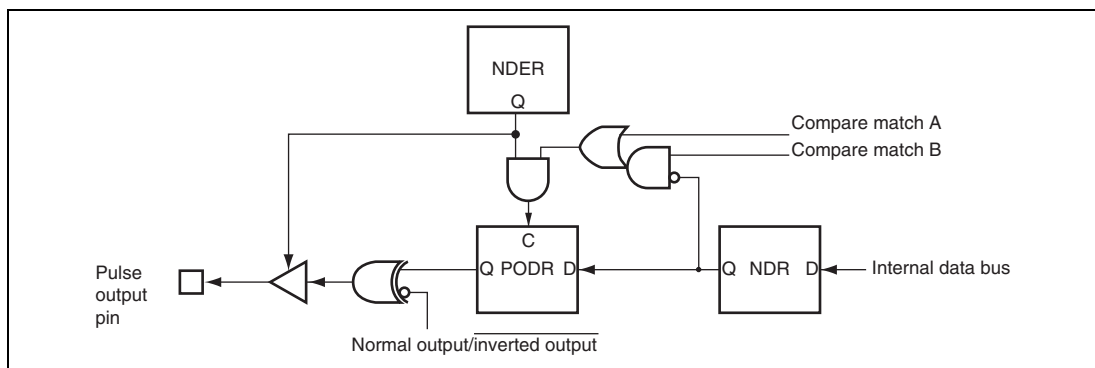 NDER
Q
Compare match A
Compare match B
C
Q PODR D
Q NDR D
Internal data bus
Pulse
output
pin
Normal output/inverted output